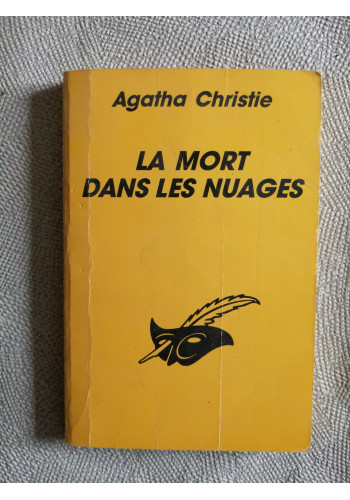 Agatha Christie
LA MORT
DANS LES NUAGES